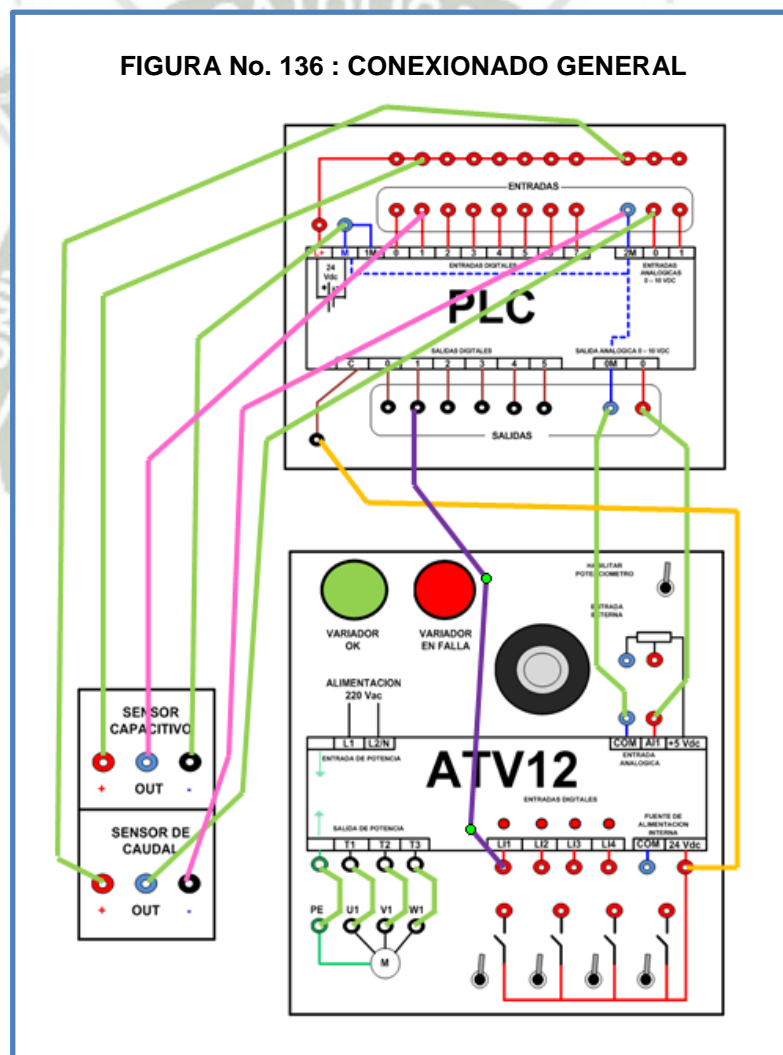 FIGURA No. 136 : CONEXIONADO GENERAL
ENTRADAS
L+ M 1M 0 1 2 3 4 5 6 7 2M 0 1
24
Vdc
+ -
ENTRADAS DIGITALES
ENTRADAS
ANALOGICAS
0 – 10 VDC
PLC
SALIDAS DIGITALES
SALIDA ANALOGICA 0 – 10 VDC
C 0 1 2 3 4 5 0M 0
SALIDAS
HABILITAR
POTENCIOMETRO
ENTRADA
INTERNA
VARIADOR
OK
VARIADOR
EN FALLA
ALIMENTACION
220 Vac
L1 L2/N
COM AI1 +5 Vdc
ENTRADA DE POTENCIA
ENTRADA
ANALOGICA
ATV12
ENTRADAS DIGITALES
SALIDA DE POTENCIA
FUENTE DE
ALIMENTACION
INTERNA
T1 T2 T3
LI1 LI2 LI3 LI4 COM 24 Vdc
PE U1 V1 W1
M
SENSOR
CAPACITIVO
+ OUT -
SENSOR DE
CAUDAL
+ OUT -